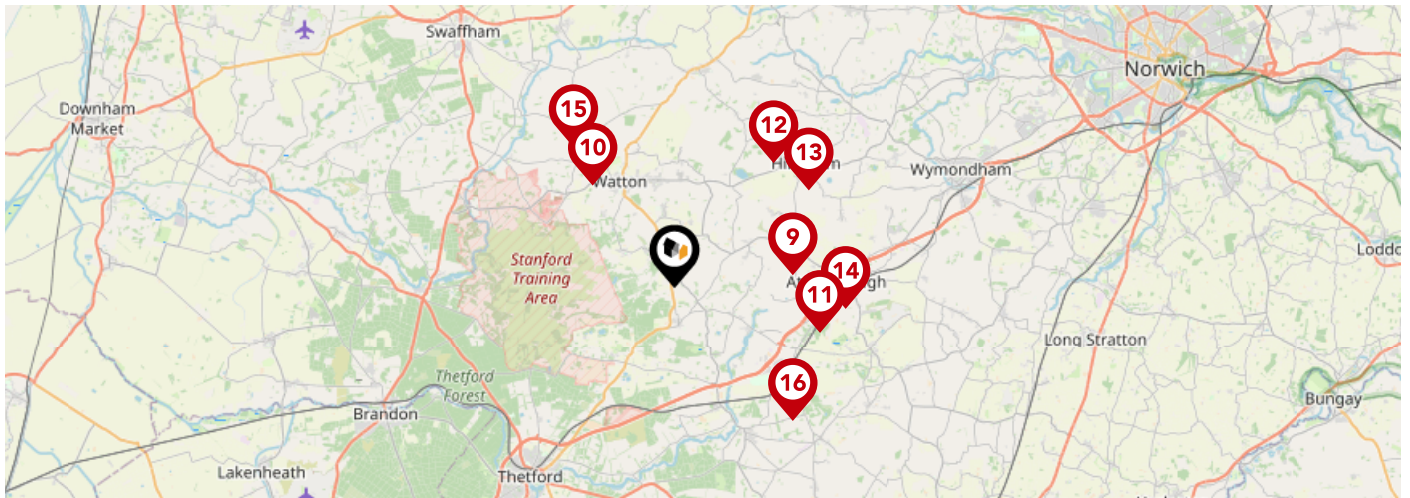 Swaffham
Norwich
Downham
Market
15
12
10
13
Watton
Wymondham
9
Stanford
Training
Area
14
11
Long Stratton
Thetford
Forest
16
Brandon
Bungay
Lakenheath
Thetford